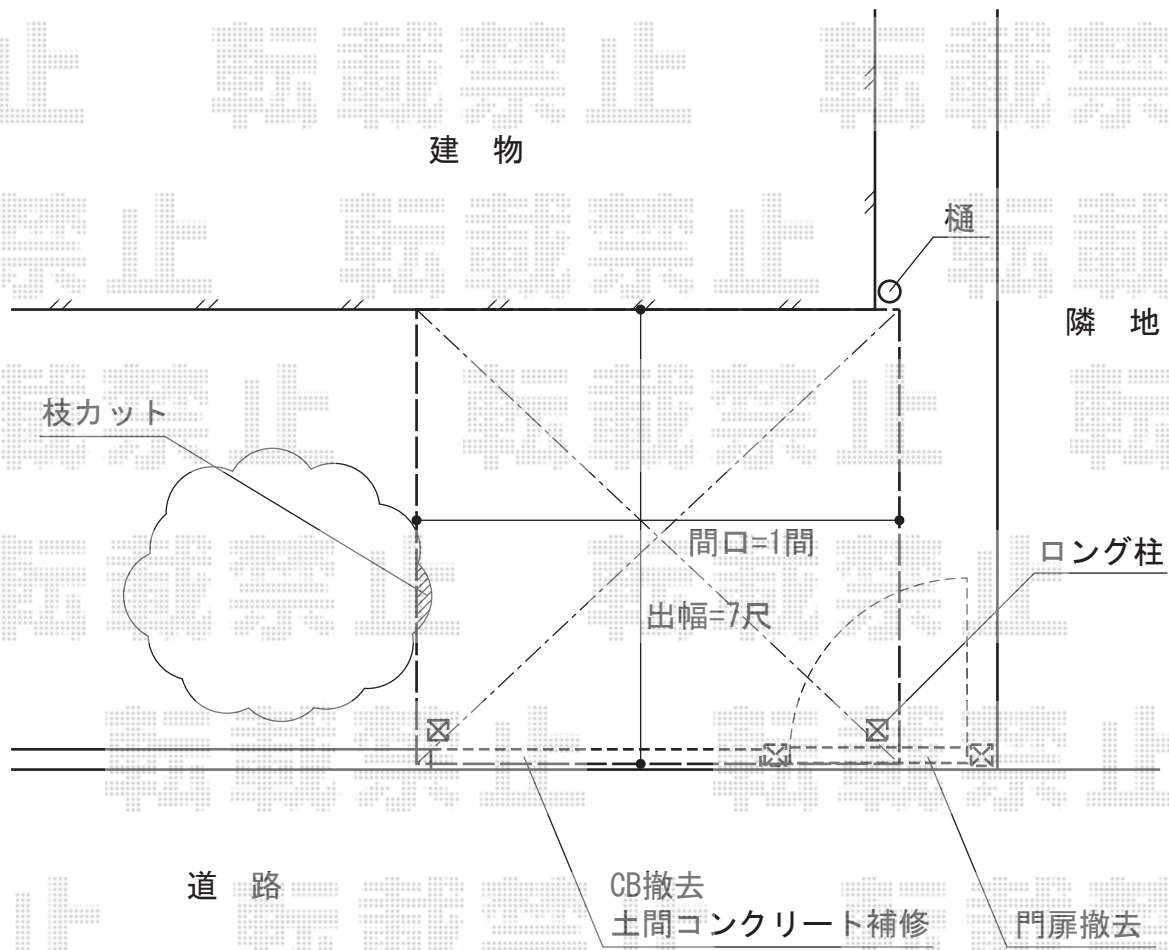 転載禁止
建物
樋
隣地
枝カット
間口=1間
ロング柱
出幅=7尺
道路
CB撤去
土間コンクリート補修
門扉撤去